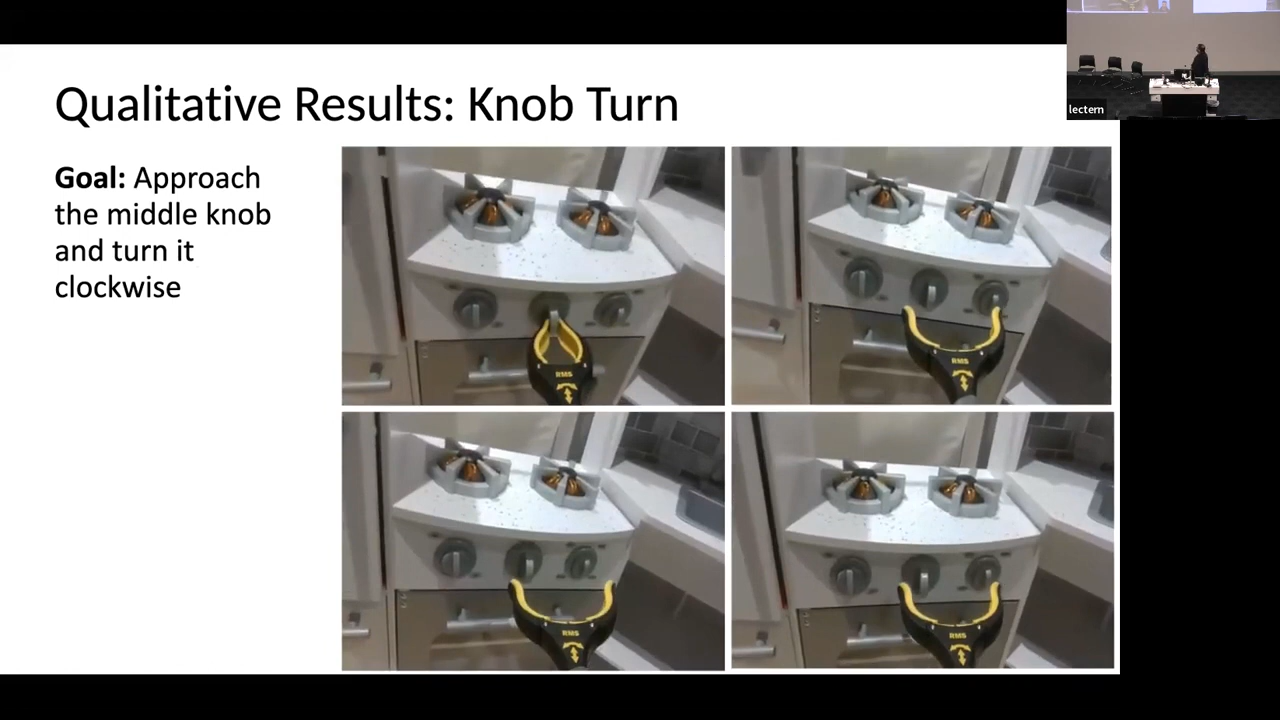 Qualitative Results: Knob Turn
Goal: Approach
the middle knob
and turn it
clockwise
RMS
RMS
RMS
RMS
lectern